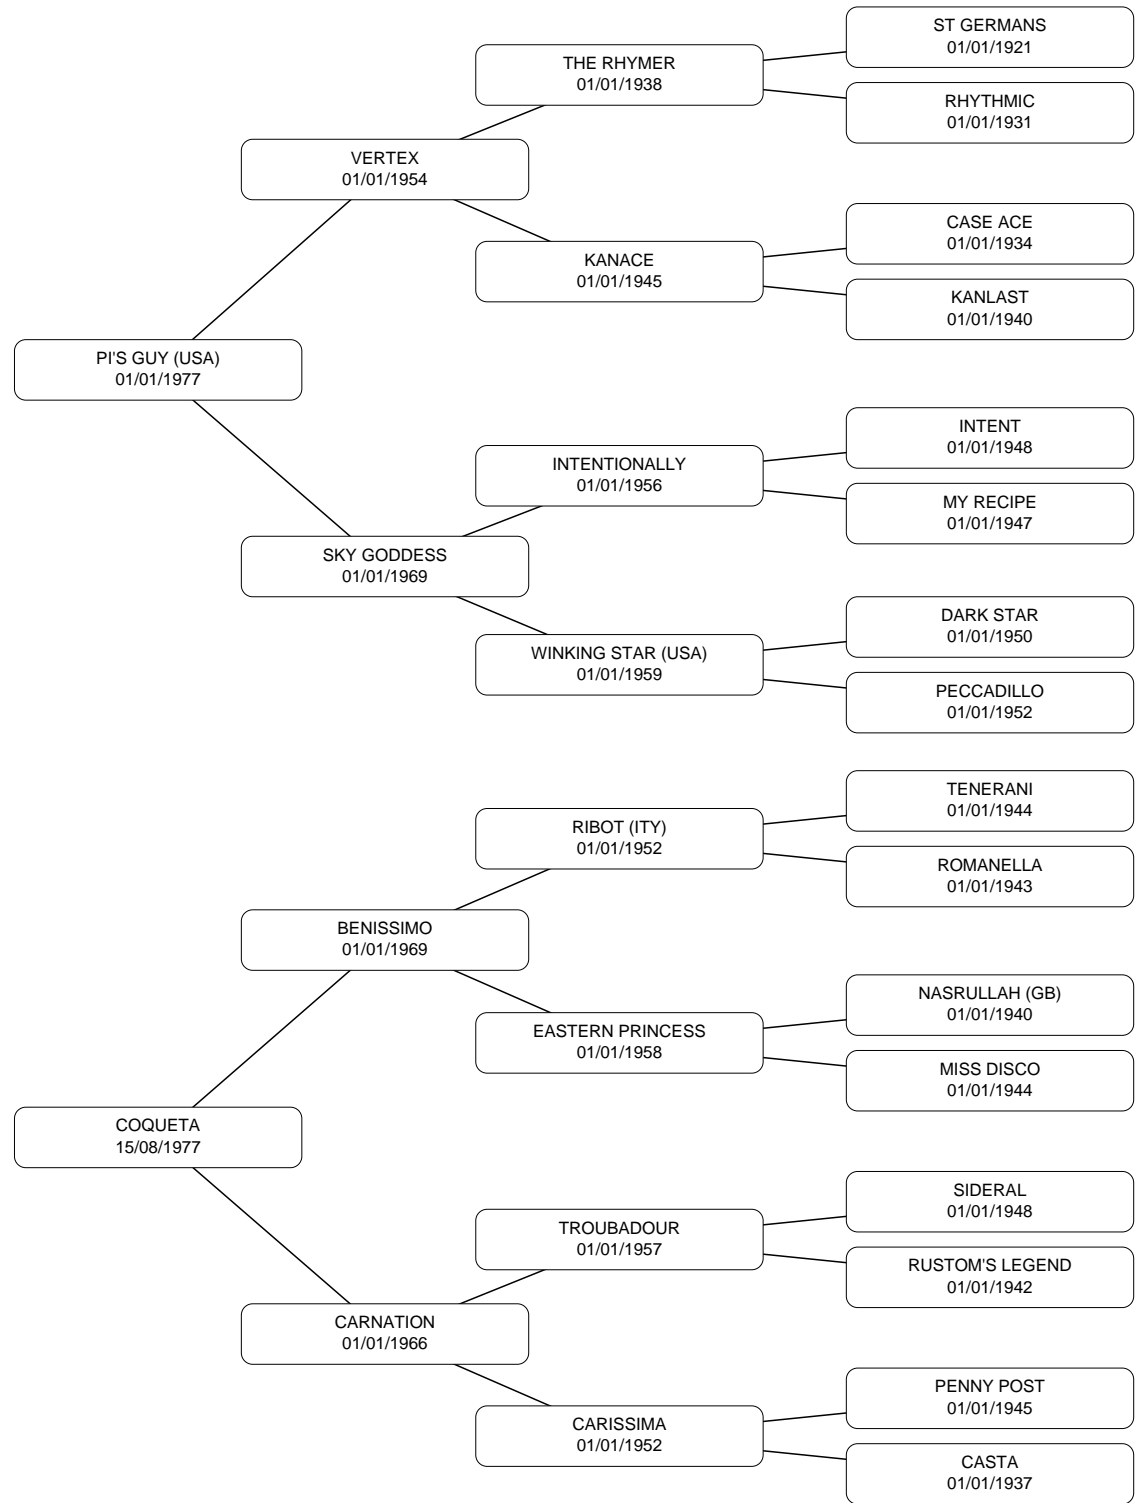 ST GERMANS
01/01/1921
THE RHYMER
01/01/1938
RHYTHMIC
01/01/1931
VERTEX
01/01/1954
CASE ACE
01/01/1934
KANACE
01/01/1945
KANLAST
01/01/1940
PI'S GUY (USA)
01/01/1977
INTENT
01/01/1948
INTENTIONALLY
01/01/1956
MY RECIPE
01/01/1947
SKY GODDESS
01/01/1969
DARK STAR
01/01/1950
WINKING STAR (USA)
01/01/1959
PECCADILLO
01/01/1952
TENERANI
01/01/1944
RIBOT (ITY)
01/01/1952
ROMANELLA
01/01/1943
BENISSIMO
01/01/1969
NASRULLAH (GB)
01/01/1940
EASTERN PRINCESS
01/01/1958
MISS DISCO
01/01/1944
COQUETA
15/08/1977
SIDERAL
01/01/1948
TROUBADOUR
01/01/1957
RUSTOM'S LEGEND
01/01/1942
CARNATION
01/01/1966
PENNY POST
01/01/1945
CARISSIMA
01/01/1952
CASTA
01/01/1937